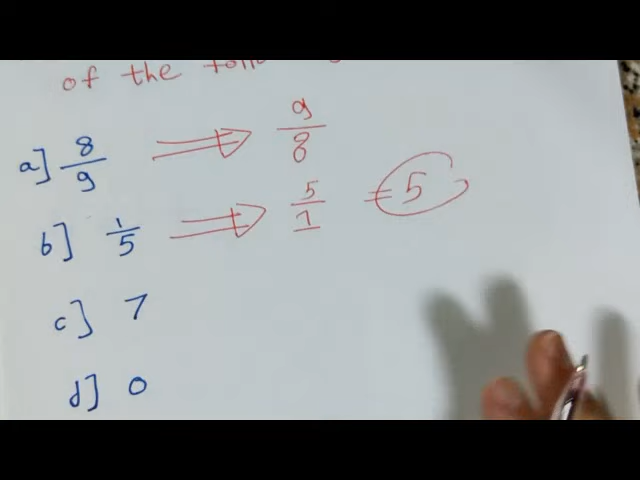 of the
a] 8/9 ⇒ 9/8
b] 1/5 ⇒ 5/1 = 5
c] 7
d] 0